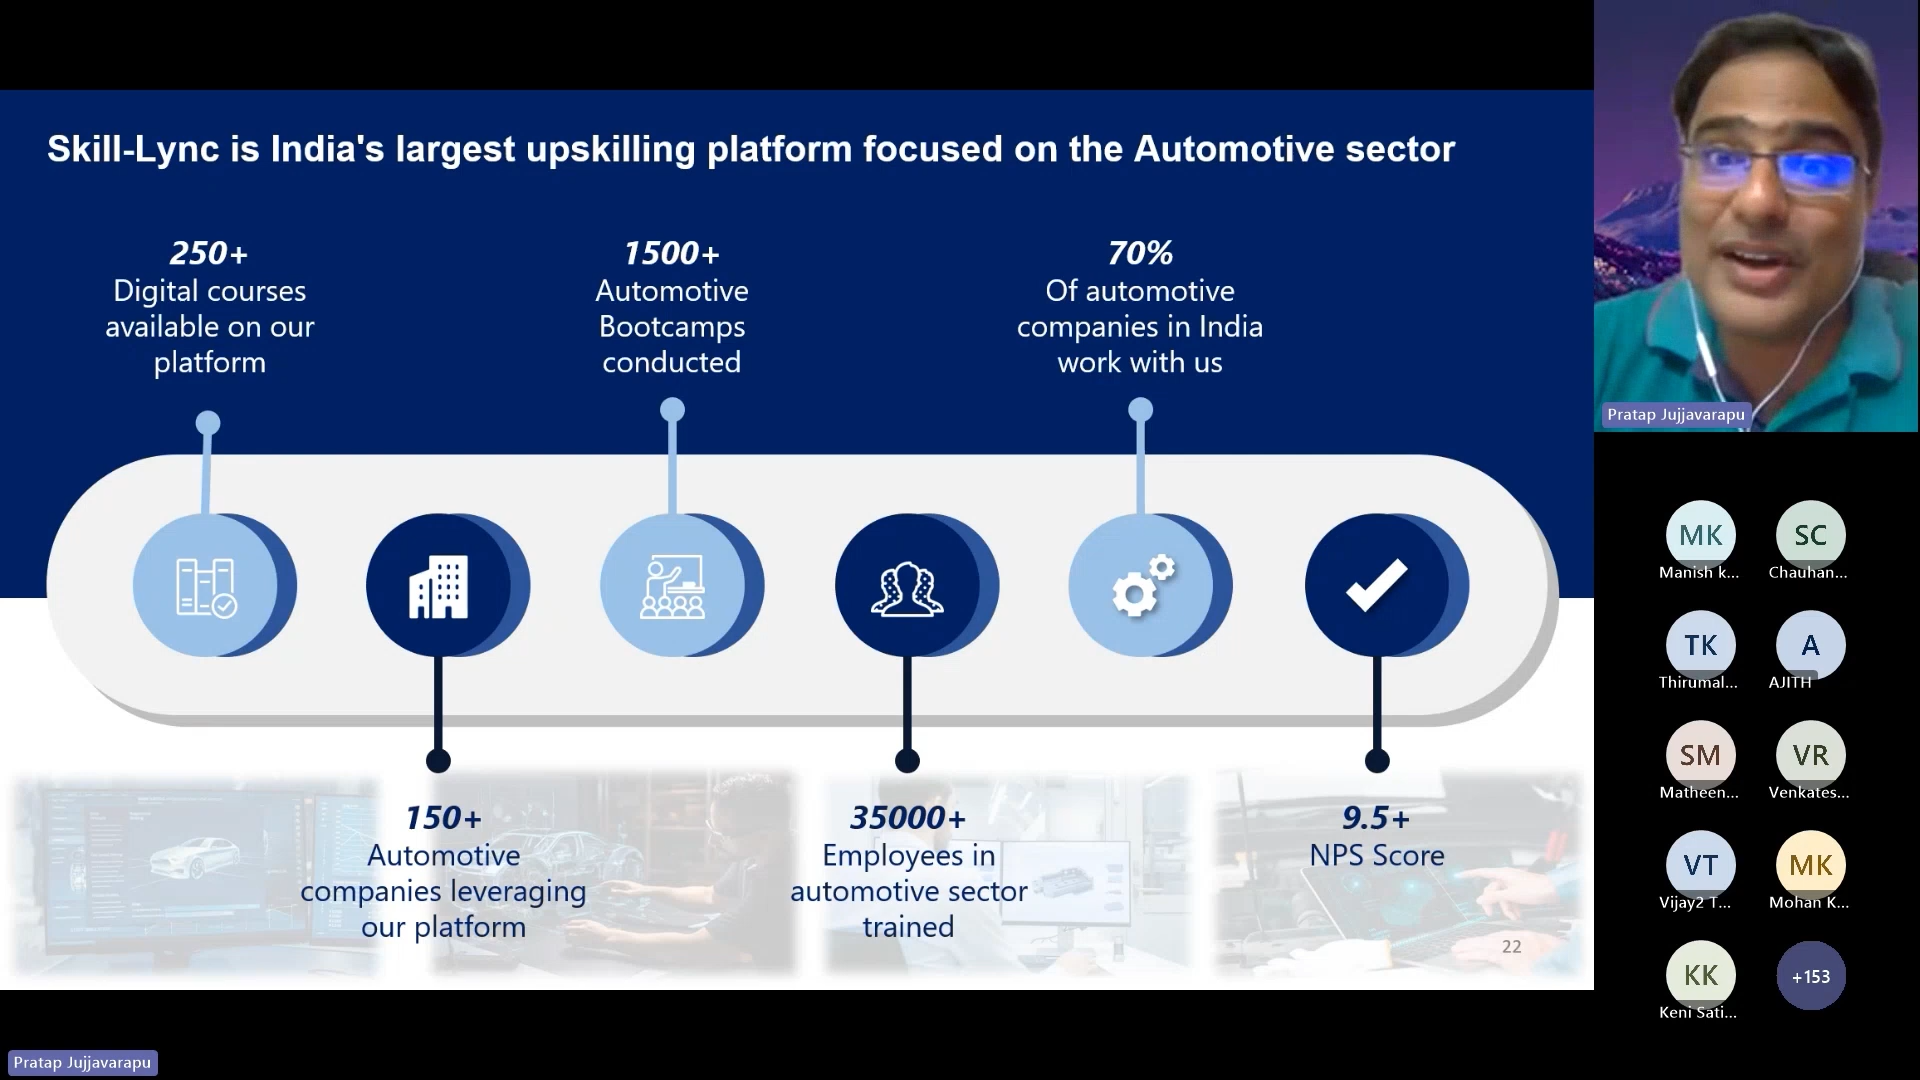 Skill-Lync is India's largest upskilling platform focused on the Automotive sector
250+
Digital courses
available on our
platform
1500+
Automotive
Bootcamps
conducted
70%
Of automotive
companies in India
work with us
150+
Automotive
companies leveraging
our platform
35000+
Employees in
automotive sector
trained
9.5+
NPS Score
22
Pratap Jujjavarapu
MK
Manish k...
SC
Chauhan...
TK
Thirumal...
A
AJITH
SM
Matheen...
VR
Venkates...
VT
Vijay2 T...
MK
Mohan K...
KK
Keni Sati...
+153
Pratap Jujjavarapu